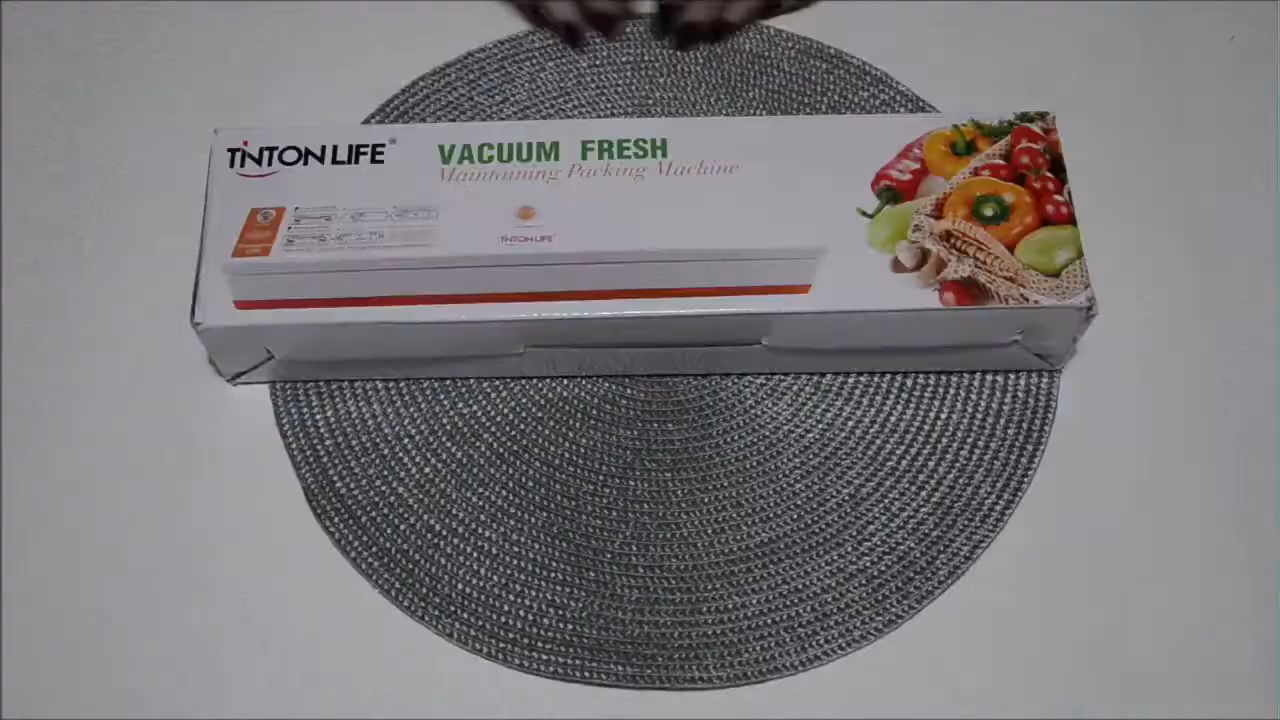 TINTON LIFE®
VACUUM FRESH
Maintaining Packing Machine
TINTON LIFE